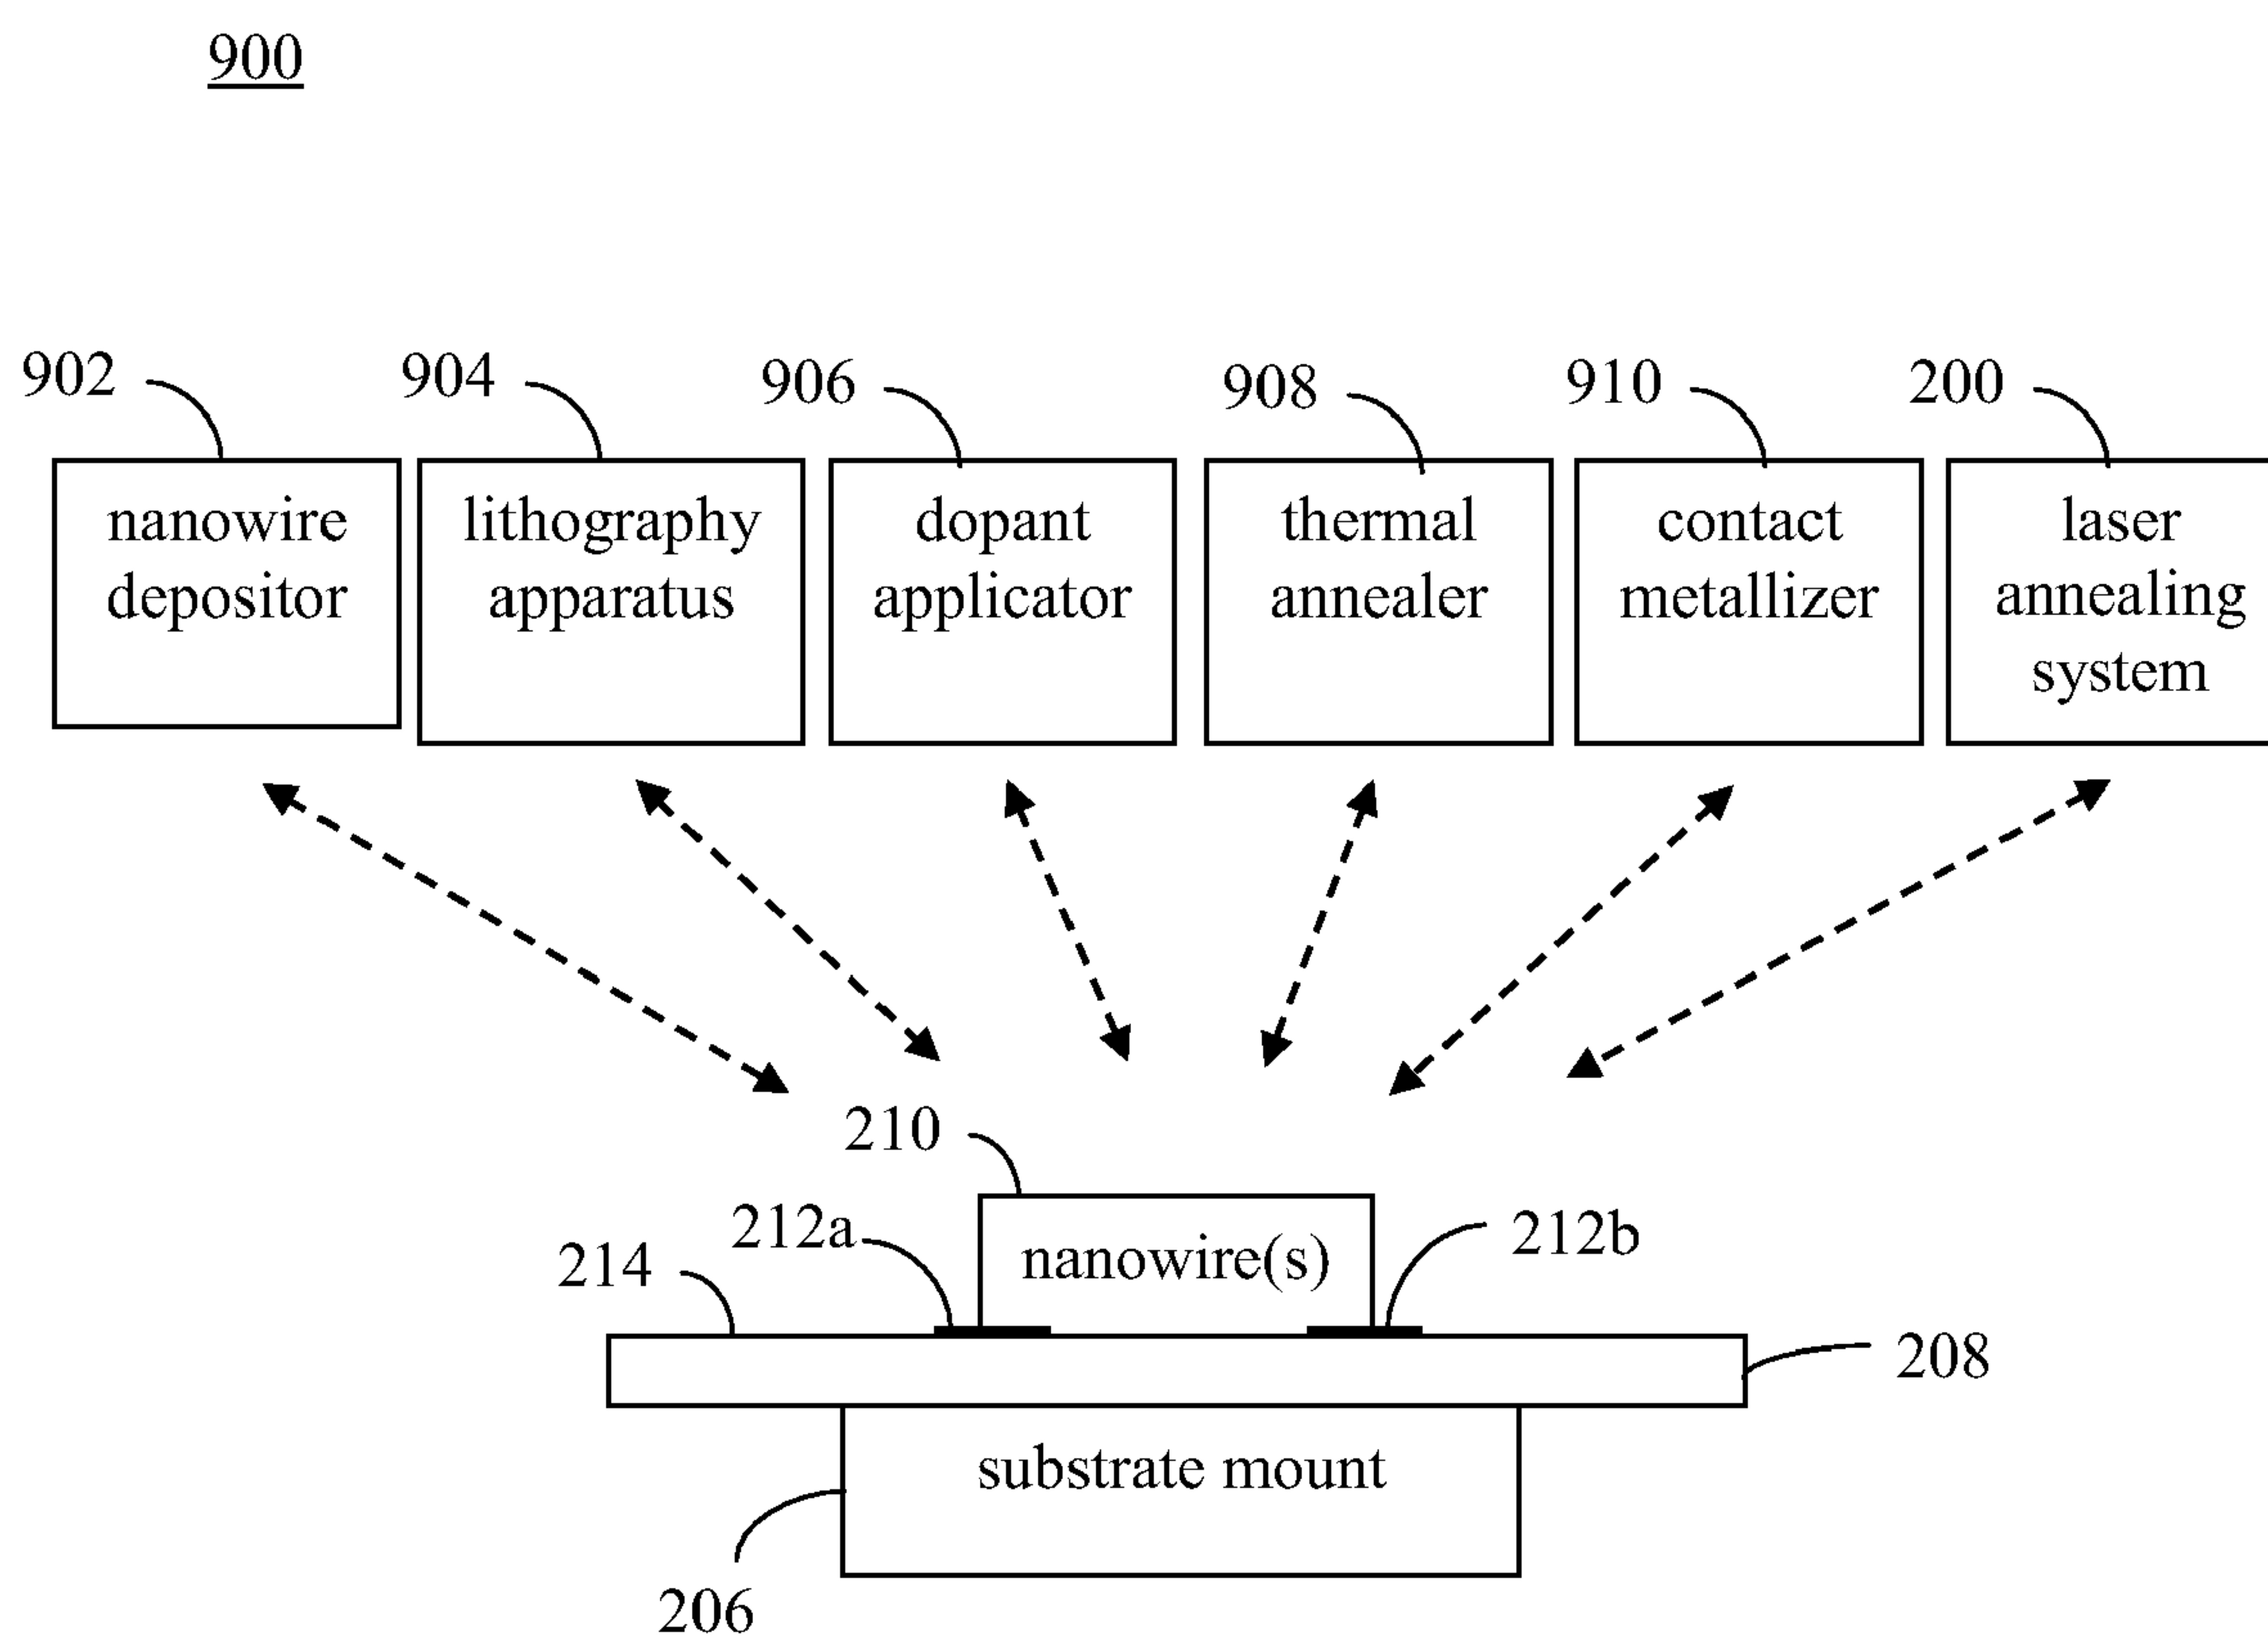 900
902
904
906
908
910
200
nanowire
depositor
lithography
apparatus
dopant
applicator
thermal
annealer
contact
metallizer
laser
annealing
system
210
212a
nanowire(s)
212b
214
208
substrate mount
206